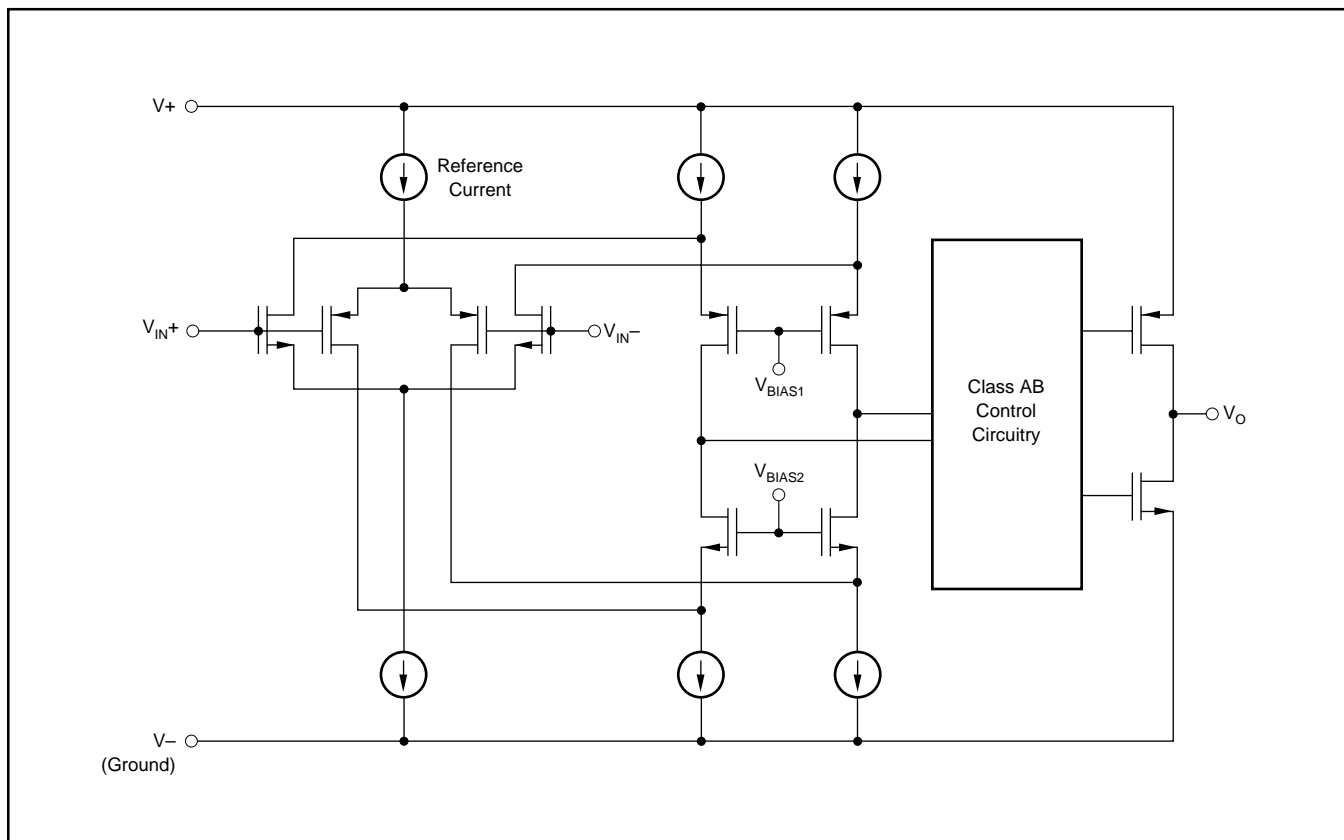 V+
Reference
Current
VIN+
VIN–
VBIAS1
VBIAS2
Class AB
Control
Circuitry
VO
V–
(Ground)